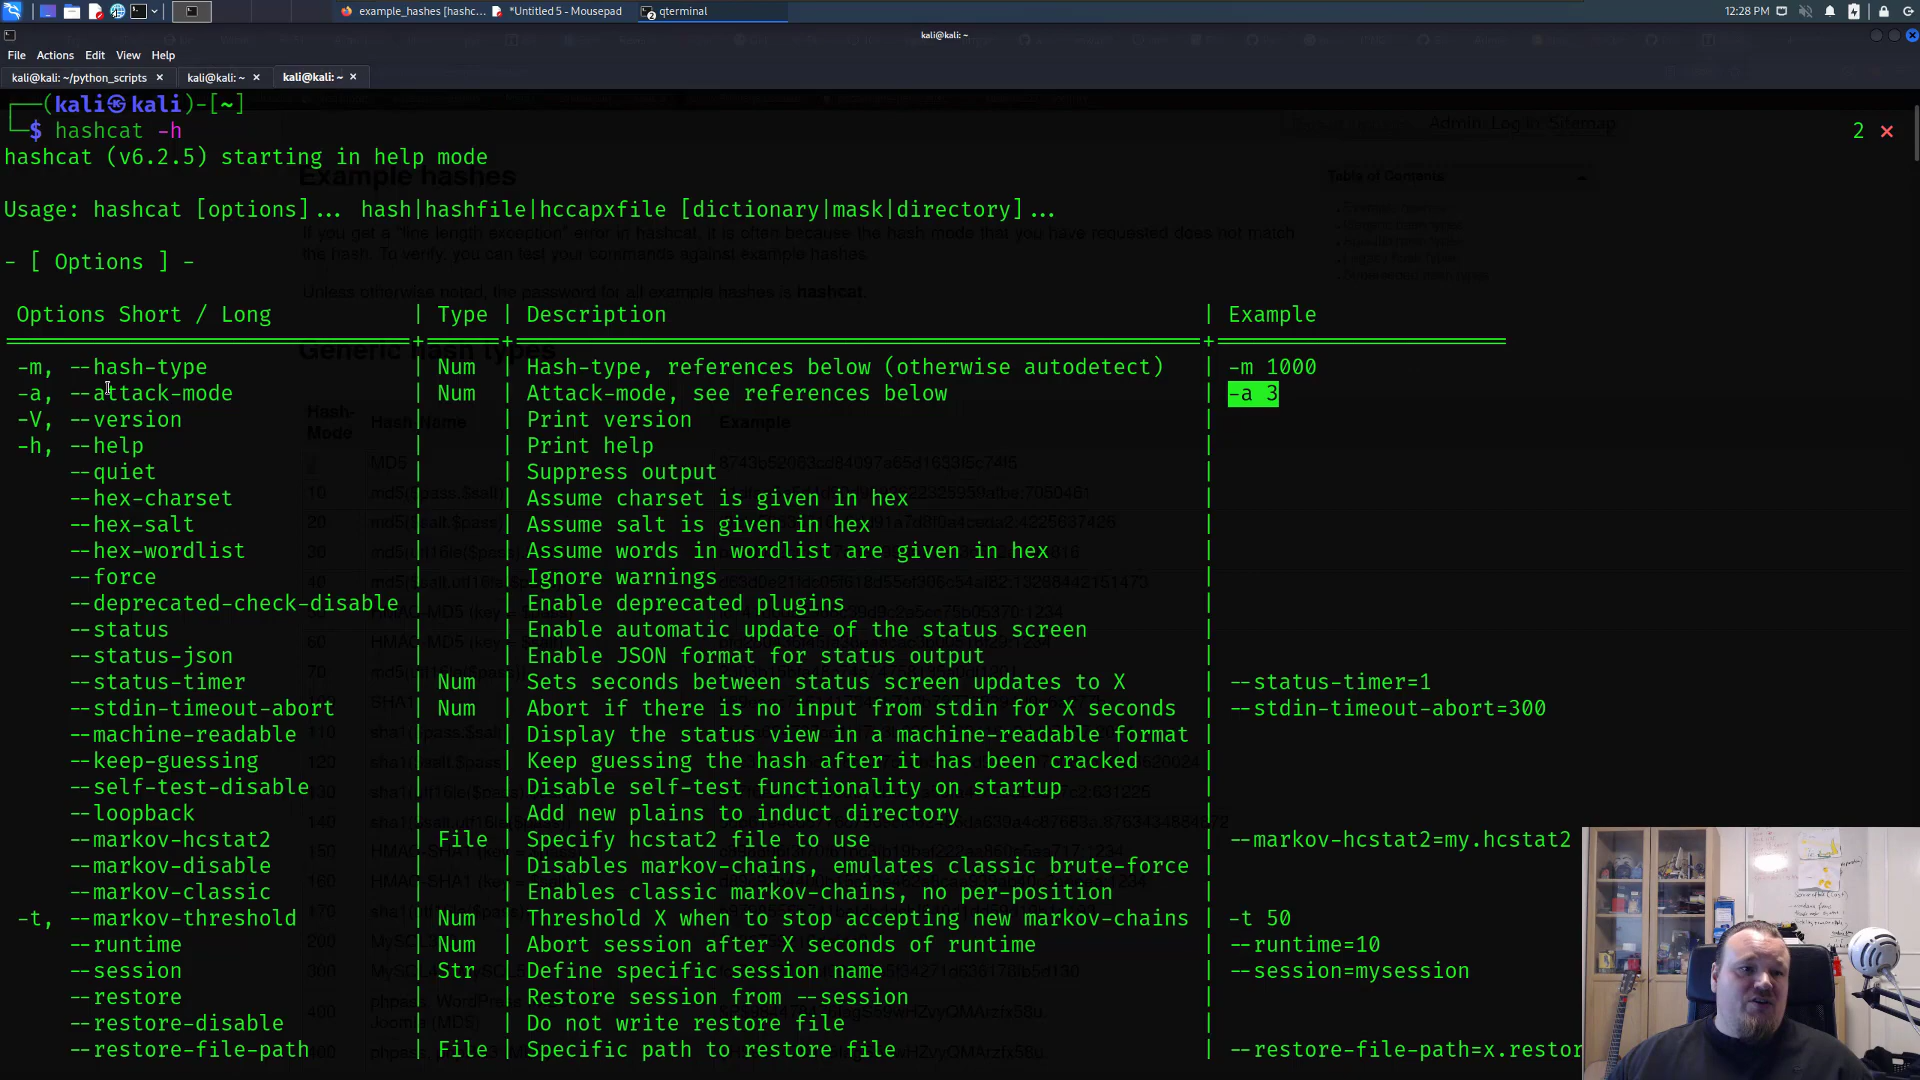 example_hashes [hashc...
*Untitled 5 - Mousepad
qterminal
12:28 PM
kali@kali: ~
File Actions Edit View Help
kali@kali: ~/python_scripts
kali@kali: ~
kali@kali: ~
(kali㉿kali)-[~]
$ hashcat -h
2
hashcat (v6.2.5) starting in help mode
Usage: hashcat [options]... hash|hashfile|hccapxfile [dictionary|mask|directory]...
- [ Options ] -
Options Short / Long | Type | Description | Example
-m, --hash-type | Num | Hash-type, references below (otherwise autodetect) | -m 1000
-a, --attack-mode | Num | Attack-mode, see references below | -a 3
-V, --version | | Print version |
-h, --help | | Print help |
--quiet | | Suppress output |
--hex-charset | | Assume charset is given in hex |
--hex-salt | | Assume salt is given in hex |
--hex-wordlist | | Assume words in wordlist are given in hex |
--force | | Ignore warnings |
--deprecated-check-disable | | Enable deprecated plugins |
--status | | Enable automatic update of the status screen |
--status-json | | Enable JSON format for status output |
--status-timer | Num | Sets seconds between status screen updates to X | --status-timer=1
--stdin-timeout-abort | Num | Abort if there is no input from stdin for X seconds | --stdin-timeout-abort=300
--machine-readable | | Display the status view in a machine-readable format |
--keep-guessing | | Keep guessing the hash after it has been cracked |
--self-test-disable | | Disable self-test functionality on startup |
--loopback | | Add new plains to induct directory |
--markov-hcstat2 | File | Specify hcstat2 file to use | --markov-hcstat2=my.hcstat2
--markov-disable | | Disables markov-chains, emulates classic brute-force |
--markov-classic | | Enables classic markov-chains, no per-position |
-t, --markov-threshold | Num | Threshold X when to stop accepting new markov-chains | -t 50
--runtime | Num | Abort session after X seconds of runtime | --runtime=10
--session | Str | Define specific session name | --session=mysession
--restore | | Restore session from --session |
--restore-disable | | Do not write restore file |
--restore-file-path | File | Specific path to restore file | --restore-file-path=x.restor